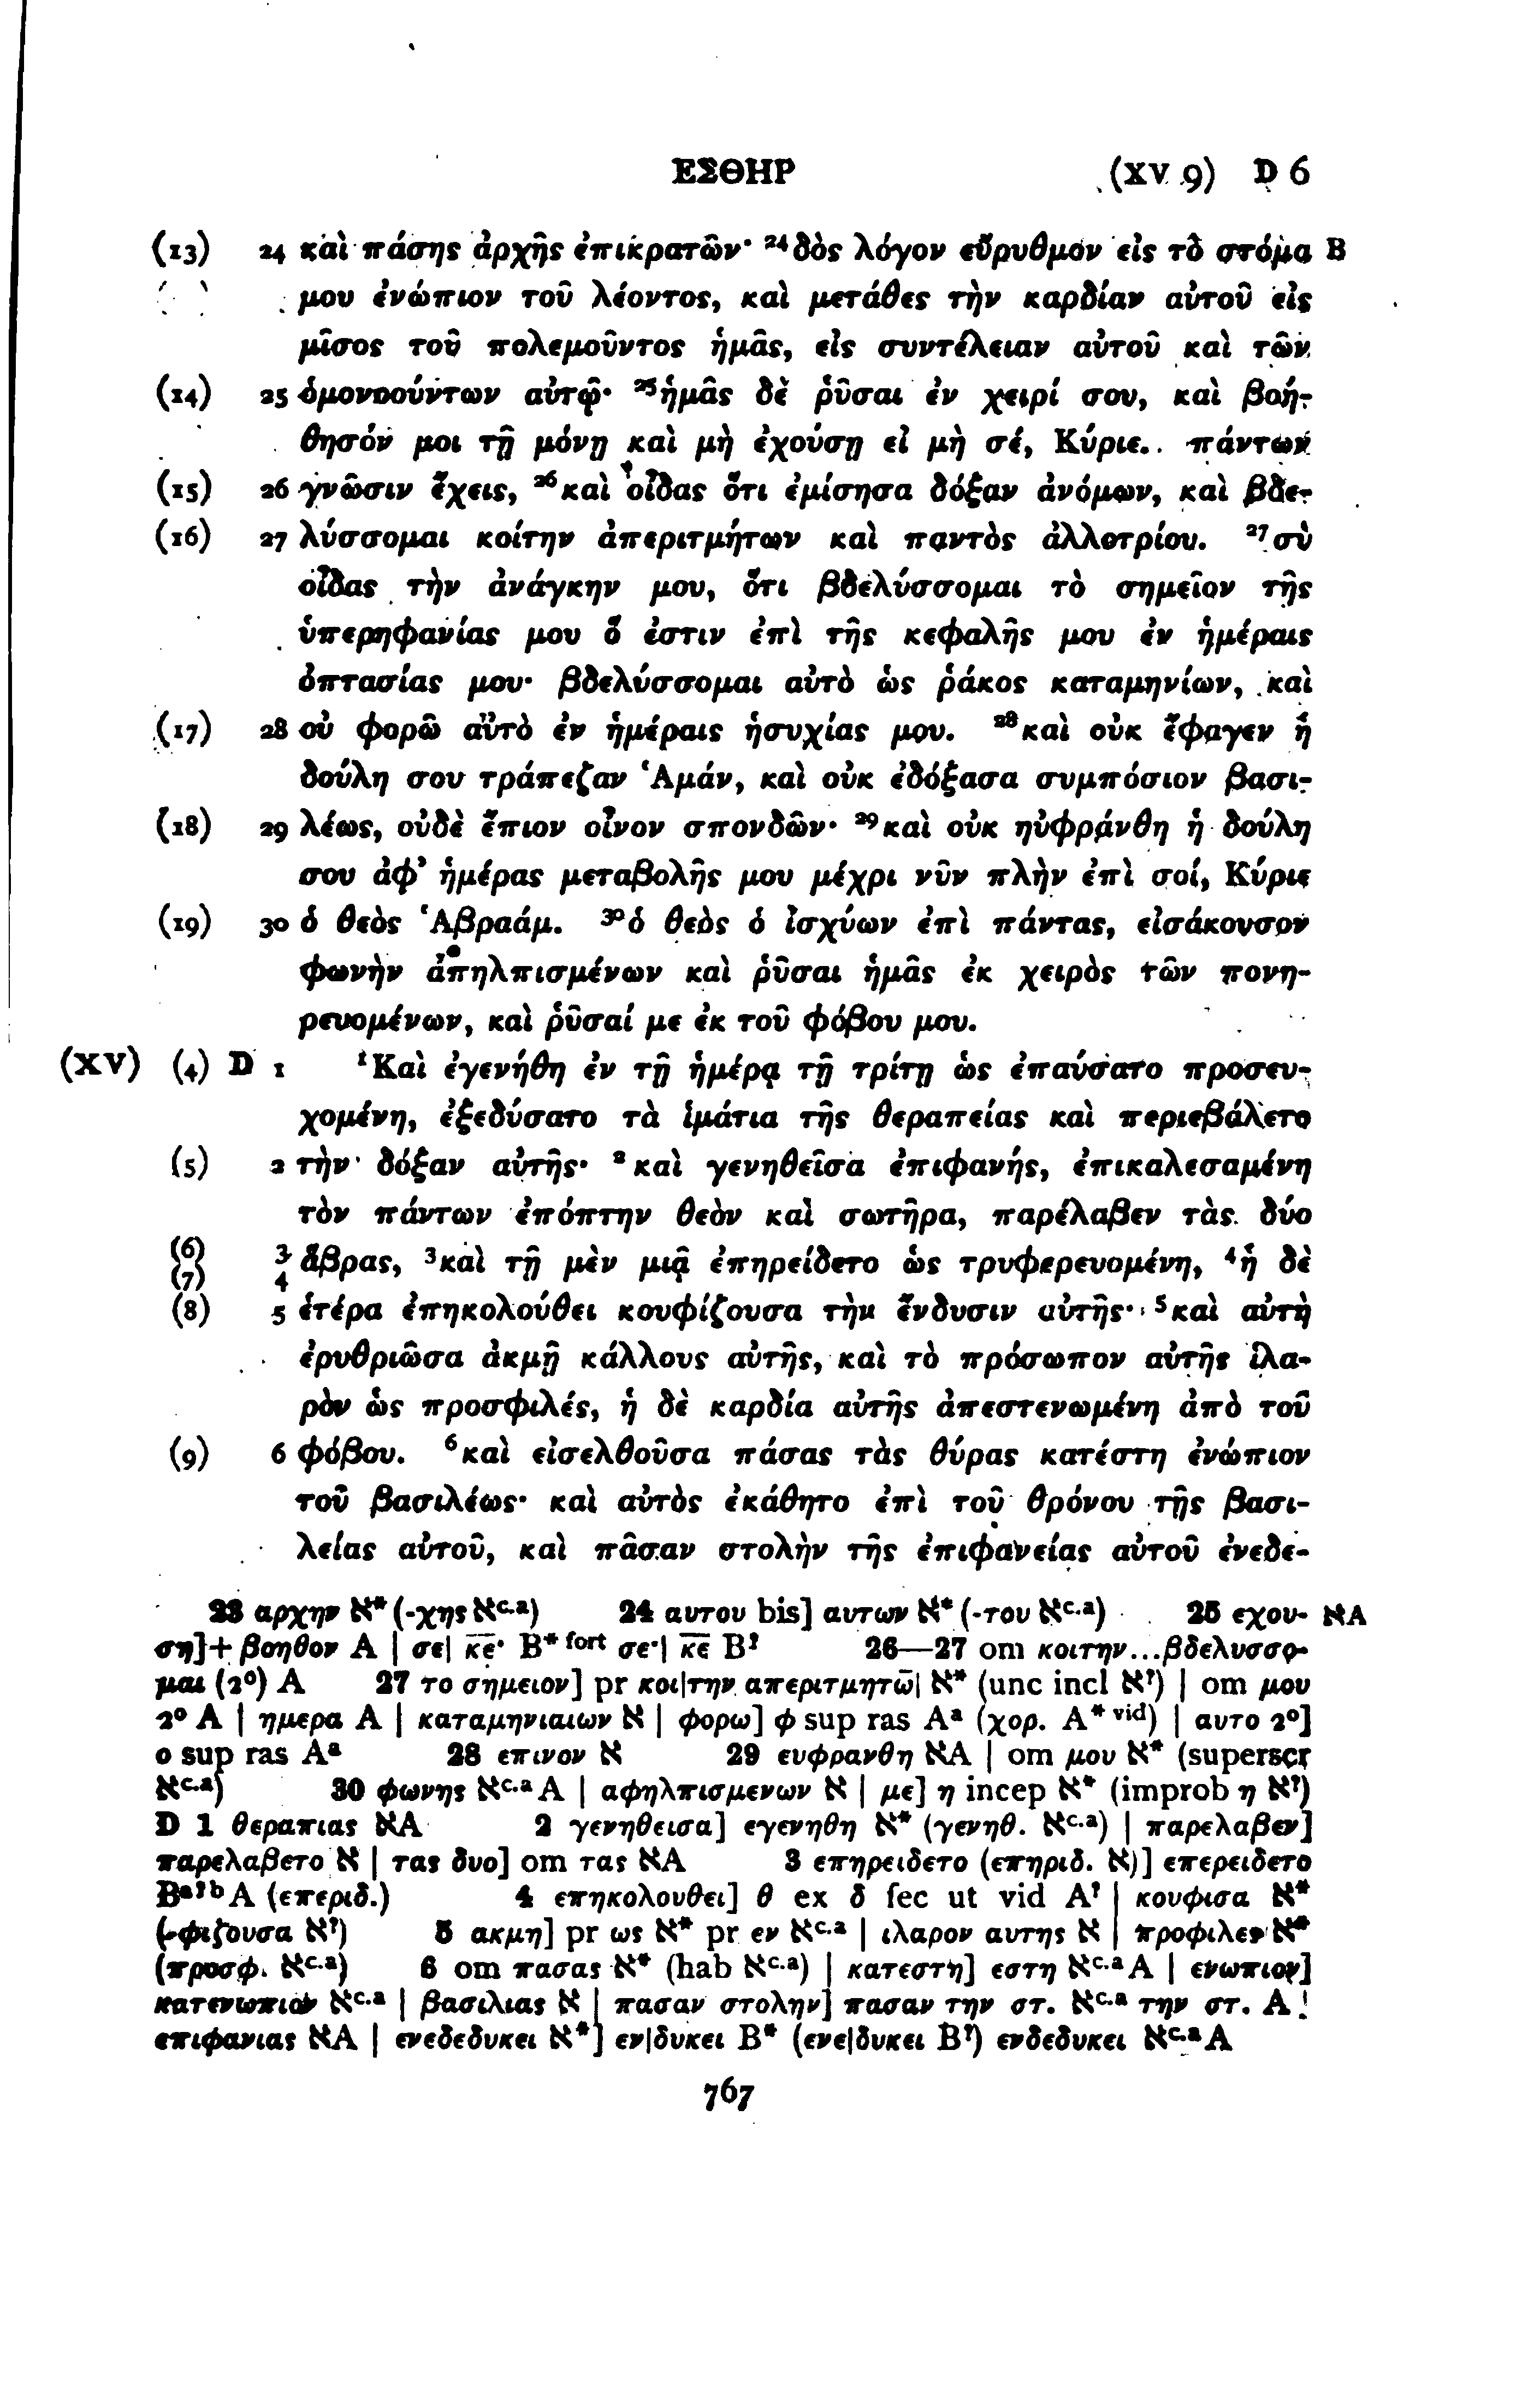 ΕΣΘΗΡ (XV 9) D 6
(13) 24 καὶ πάσης ἀρχῆς ἐπικρατῶν· ²⁴δὸς λόγον εὔρυθμον εἰς τὸ στόμα B
μου ἐνώπιον τοῦ λέοντος, καὶ μετάθες τὴν καρδίαν αὐτοῦ εἰς
μῖσος τοῦ πολεμοῦντος ἡμᾶς, εἰς συντέλειαν αὐτοῦ καὶ τῶν
(14) 25 ὁμονοούντων αὐτῷ· ²⁵ἡμᾶς δὲ ῥῦσαι ἐν χειρί σου, καὶ βοή-
θησόν μοι τῇ μόνῃ καὶ μὴ ἐχούσῃ εἰ μὴ σέ, Κύριε. πάντων
(15) 26 γνῶσιν ἔχεις, ²⁶καὶ οἶδας ὅτι ἐμίσησα δόξαν ἀνόμων, καὶ βδε-
(16) 27 λύσσομαι κοίτην ἀπεριτμήτων καὶ παντὸς ἀλλοτρίου. ²⁷σὺ
οἶδας τὴν ἀνάγκην μου, ὅτι βδελύσσομαι τὸ σημεῖον τῆς
ὑπερηφανίας μου ὅ ἐστιν ἐπὶ τῆς κεφαλῆς μου ἐν ἡμέραις
ὀπτασίας μου· βδελύσσομαι αὐτὸ ὡς ῥάκος καταμηνίων, καὶ
(17) 28 οὐ φορῶ αὐτὸ ἐν ἡμέραις ἡσυχίας μου. ²⁸καὶ οὐκ ἔφαγεν ἡ
δούλη σου τράπεζαν Ἁμάν, καὶ οὐκ ἐδόξασα συμπόσιον βασι-
(18) 29 λέως, οὐδὲ ἔπιον οἶνον σπονδῶν· ²⁹καὶ οὐκ ηὐφράνθη ἡ δούλη
σου ἀφ’ ἡμέρας μεταβολῆς μου μέχρι νῦν πλὴν ἐπὶ σοί, Κύριε
(19) 30 ὁ θεὸς Ἁβραάμ. ³⁰ὁ θεὸς ὁ ἰσχύων ἐπὶ πάντας, εἰσάκουσον
φωνὴν ἀπηλπισμένων καὶ ῥῦσαι ἡμᾶς ἐκ χειρὸς τῶν πονη-
ρευομένων, καὶ ῥῦσαί με ἐκ τοῦ φόβου μου.
(XV) (4) D 1 ¹Καὶ ἐγενήθη ἐν τῇ ἡμέρᾳ τῇ τρίτῃ ὡς ἐπαύσατο προσευ-
χομένη, ἐξεδύσατο τὰ ἱμάτια τῆς θεραπείας καὶ περιεβάλετο
(5) 2 τὴν δόξαν αὐτῆς· ²καὶ γενηθεῖσα ἐπιφανής, ἐπικαλεσαμένη
τὸν πάντων ἐπόπτην θεὸν καὶ σωτῆρα, παρέλαβεν τὰς δύο
(6) 3 ἅβρας, ³καὶ τῇ μὲν μιᾷ ἐπηρείδετο ὡς τρυφερευομένη, ⁴ἡ δὲ
(7) 4
(8) 5 ἑτέρα ἐπηκολούθει κουφίζουσα τὴν ἔνδυσιν αὐτῆς· ⁵καὶ αὐτὴ
ἐρυθριῶσα ἀκμῇ κάλλους αὐτῆς, καὶ τὸ πρόσωπον αὐτῆς ἱλα-
ρὸν ὡς προσφιλές, ἡ δὲ καρδία αὐτῆς ἀπεστενωμένη ἀπὸ τοῦ
(9) 6 φόβου. ⁶καὶ εἰσελθοῦσα πάσας τὰς θύρας κατέστη ἐνώπιον
τοῦ βασιλέως· καὶ αὐτὸς ἐκάθητο ἐπὶ τοῦ θρόνου τῆς βασι-
λείας αὐτοῦ, καὶ πᾶσαν στολὴν τῆς ἐπιφανείας αὐτοῦ ἐνεδε-
23 αρχην א* (-χης א^c.a) 24 αυτου bis] αυτων א* (-του א^c.a) 25 εχου- אA
ση]+ βοηθον A | σε| κ̅ε̅· B* fort σε·| κ̅ε̅ B^? 26—27 om κοιτην...βδελυσσο-
μαι (2°) A 27 το σημειον] pr κοι|την απεριτμητω̅| א* (unc incl א^?) | om μου
2° A | ημερα A | καταμηνιαιων א | φορω] φ sup ras A^a (χορ. A* vid) | αυτο 2°]
ο sup ras A^a 28 επινον א 29 ευφρανθη אA | om μου א* (superscr
א^c.a) 30 φωνης א^c.a A | αφηλπισμενων א | με] η incep א* (improb η א^?)
D 1 θεραπιας אA 2 γενηθεισα] εγενηθη א* (γενηθ. א^c.a) | παρελαβεν]
παρελαβετο א | τας δυο] om τας אA 3 επηρειδετο (επηριδ. א)] επερειδετο
B^a?b A (επεριδ.) 4 επηκολουθει] θ ex δ fec ut vid A^? | κουφισα א*
(-φιζουσα א^?) 5 ακμη] pr ως א* pr εν א^c.a | ιλαρον αυτης א | προφιλες א*
(προσφ. א^c.a) 6 om πασας א* (hab א^c.a) | κατεστη] εστη א^c.a A | ενωπιον]
κατενωπιον א^c.a | βασιλιας א | πασαν στολην] πασαν την στ. א^c.a την στ. A |
επιφανιας אA | ενεδεδυκει א*] εν|δυκει B* (ενε|δυκει B^?) ενδεδυκει א^c.a A
767